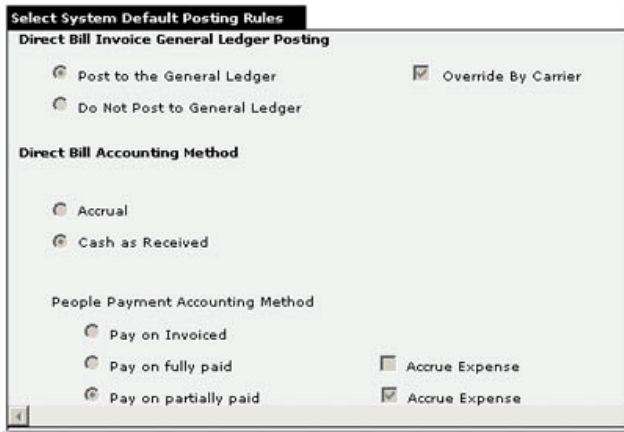 Select System Default Posting Rules
Direct Bill Invoice General Ledger Posting
Post to the General Ledger Override By Carrier
Do Not Post to General Ledger
Direct Bill Accounting Method
Accrual
Cash as Received
People Payment Accounting Method
Pay on Invoiced
Pay on fully paid Accrue Expense
Pay on partially paid Accrue Expense